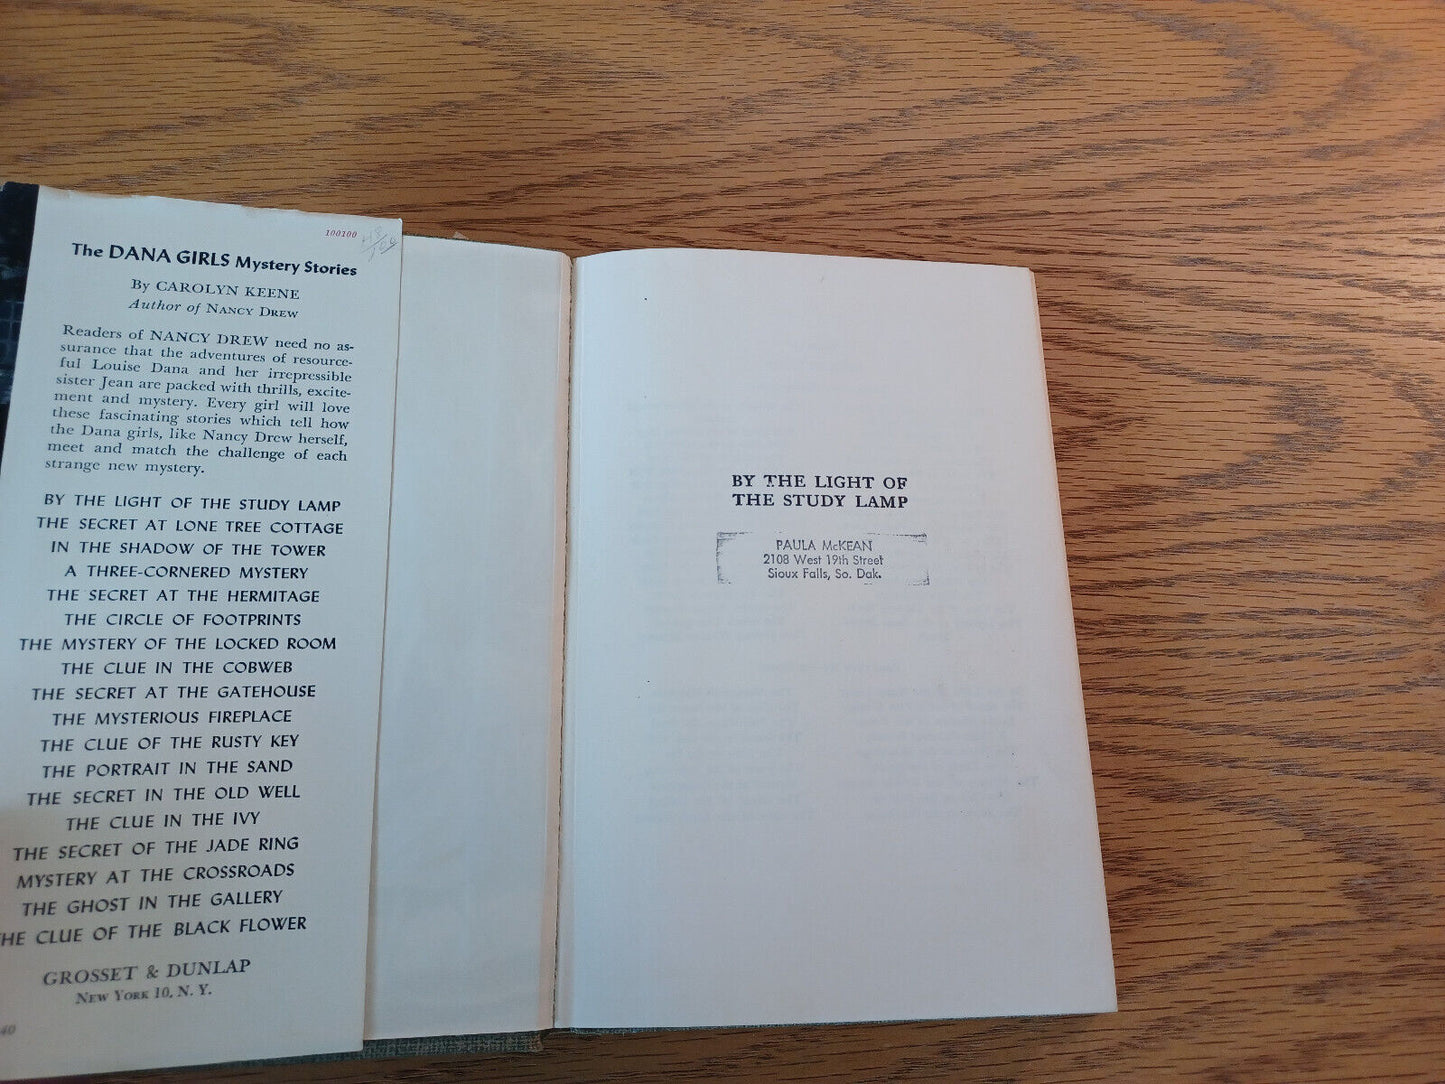 100100
The DANA GIRLS Mystery Stories
By CAROLYN KEENE
Author of NANCY DREW
Readers of NANCY DREW need no as-
surance that the adventures of resource-
ful Louise Dana and her irrepressible
sister Jean are packed with thrills, excite-
ment and mystery. Every girl will love
these fascinating stories which tell how
the Dana girls, like Nancy Drew herself,
meet and match the challenge of each
strange new mystery.
BY THE LIGHT OF THE STUDY LAMP
THE SECRET AT LONE TREE COTTAGE
IN THE SHADOW OF THE TOWER
A THREE-CORNERED MYSTERY
THE SECRET AT THE HERMITAGE
THE CIRCLE OF FOOTPRINTS
THE MYSTERY OF THE LOCKED ROOM
THE CLUE IN THE COBWEB
THE SECRET AT THE GATEHOUSE
THE MYSTERIOUS FIREPLACE
THE CLUE OF THE RUSTY KEY
THE PORTRAIT IN THE SAND
THE SECRET IN THE OLD WELL
THE CLUE IN THE IVY
THE SECRET OF THE JADE RING
MYSTERY AT THE CROSSROADS
THE GHOST IN THE GALLERY
THE CLUE OF THE BLACK FLOWER
GROSSET & DUNLAP
NEW YORK 10, N. Y.
40
BY THE LIGHT OF
THE STUDY LAMP
PAULA McKEAN
2108 West 19th Street
Sioux Falls, So. Dak.